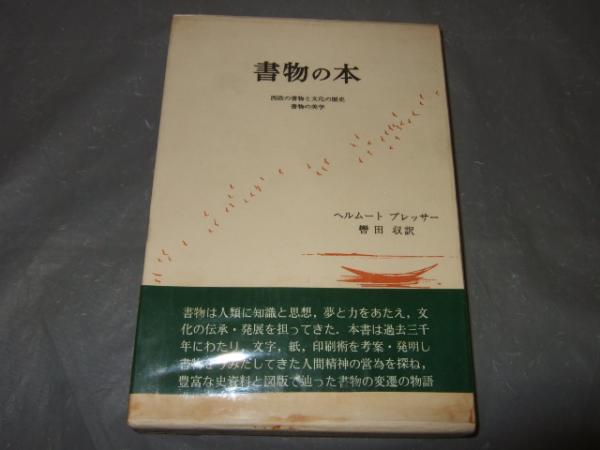 書物の本
西欧の書物と文化の歴史
書物の美学
ヘルムート プレッサー
轡田 収訳
書物は人類に知識と思想，夢と力をあたえ，文
化の伝承・発展を担ってきた．本書は過去三千
年にわたり，文字，紙，印刷術を考案・発明し
書物をうみだしてきた人間精神の営為を探ね，
豊富な史資料と図版で辿った書物の変遷の物語